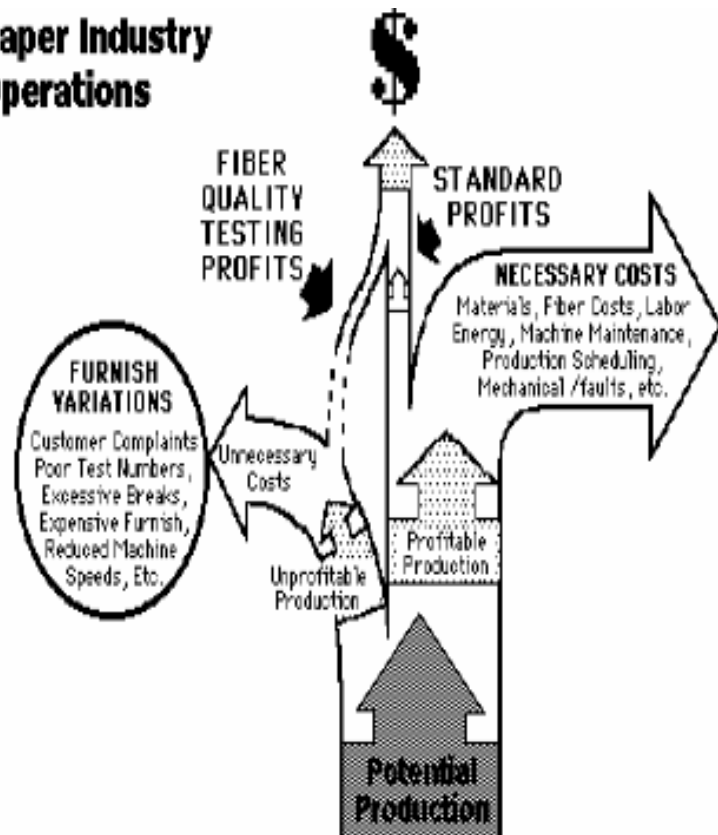 aper Industry
perations
$
FIBER
QUALITY
TESTING
PROFITS
STANDARD
PROFITS
NECESSARY COSTS
Materials, Fiber Costs, Labor
Energy, Machine Maintenance,
Production Scheduling,
Mechanical /faults, etc.
FURNISH
VARIATIONS
Customer Complaints
Poor Test Numbers,
Excessive Breaks,
Expensive Furnish,
Reduced Machine
Speeds, Etc.
Unnecessary
Costs
Unprofitable
Production
Profitable
Production
Potential
Production